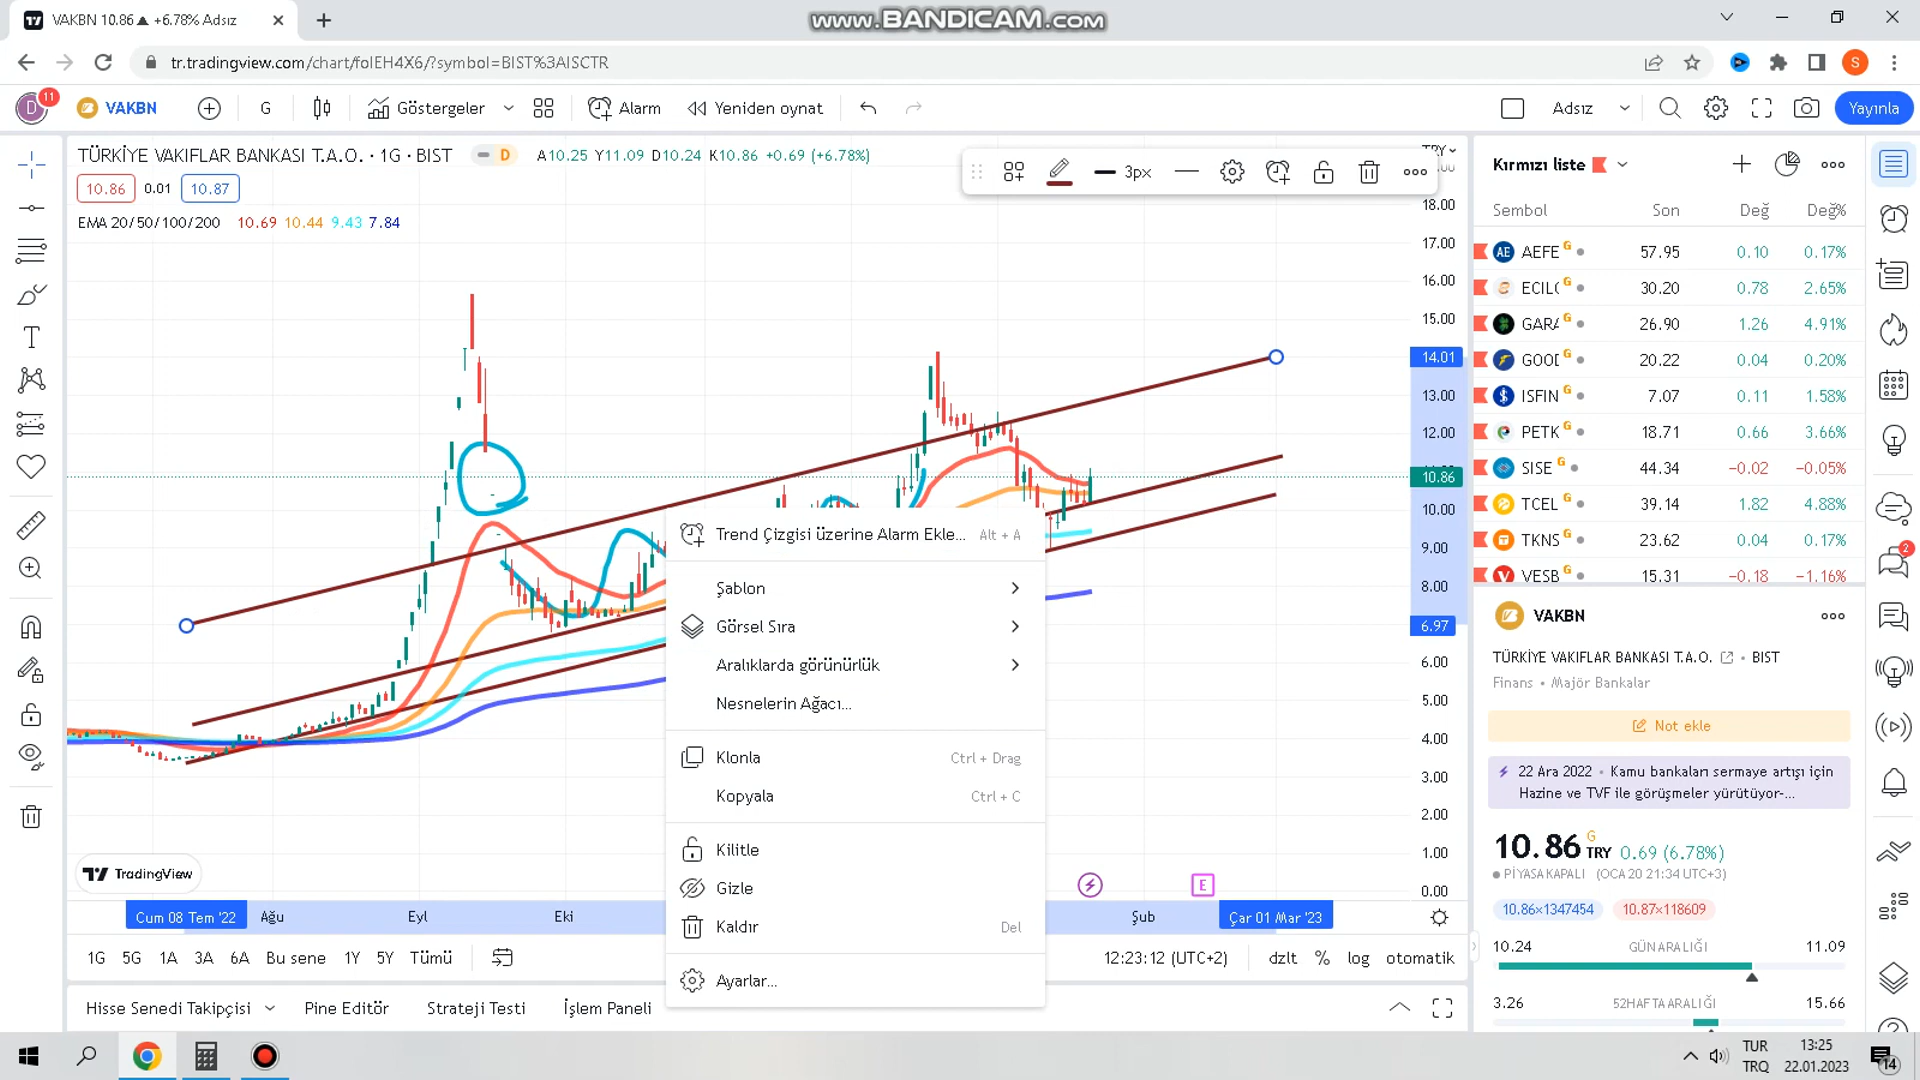 www.BANDICAM.com
VAKBN 10.86 ▲ +6.78% Adsız
tr.tradingview.com/chart/folEH4X6/?symbol=BIST%3AISCTR
S
D 11
VAKBN
G
Göstergeler
Alarm
Yeniden oynat
Adsız
Yayınla
TÜRKİYE VAKIFLAR BANKASI T.A.O. · 1G · BIST
D
A10.25 Y11.09 D10.24 K10.86 +0.69 (+6.78%)
10.86 0.01 10.87
EMA 20/50/100/200 10.69 10.44 9.43 7.84
3px
TRY
18.00
17.00
16.00
15.00
14.01
13.00
12.00
10.86
10.00
9.00
8.00
6.97
6.00
5.00
4.00
3.00
2.00
1.00
0.00
Trend Çizgisi üzerine Alarm Ekle... Alt + A
Şablon
Görsel Sıra
Aralıklarda görünürlük
Nesnelerin Ağacı...
Klonla Ctrl + Drag
Kopyala Ctrl + C
Kilitle
Gizle
Kaldır Del
Ayarlar...
TradingView
E
Cum 08 Tem '22 Ağu Eyl Eki Şub Çar 01 Mar '23
1G 5G 1A 3A 6A Bu sene 1Y 5Y Tümü
12:23:12 (UTC+2) dzlt % log otomatik
Hisse Senedi Takipçisi Pine Editör Strateji Testi İşlem Paneli
Kırmızı liste
Sembol Son Değ Değ%
AE AEFE G 57.95 0.10 0.17%
ECILC G 30.20 0.78 2.65%
GARA G 26.90 1.26 4.91%
GOOD G 20.22 0.04 0.20%
ISFIN G 7.07 0.11 1.58%
PETK G 18.71 0.66 3.66%
SISE G 44.34 −0.02 −0.05%
TCEL G 39.14 1.82 4.88%
TKNS G 23.62 0.04 0.17%
VESB G 15.31 −0.18 −1.16%
2
VAKBN
TÜRKİYE VAKIFLAR BANKASI T.A.O. • BIST
Finans • Majör Bankalar
Not ekle
22 Ara 2022 • Kamu bankaları sermaye artışı için
Hazine ve TVF ile görüşmeler yürütüyor-...
10.86 G TRY 0.69 (6.78%)
PİYASA KAPALI (OCA 20 21:34 UTC+3)
10.86×1347454 10.87×118609
10.24 GÜN ARALIĞI 11.09
3.26 52HAFTA ARALIĞI 15.66
TUR
TRQ
13:25
22.01.2023
14